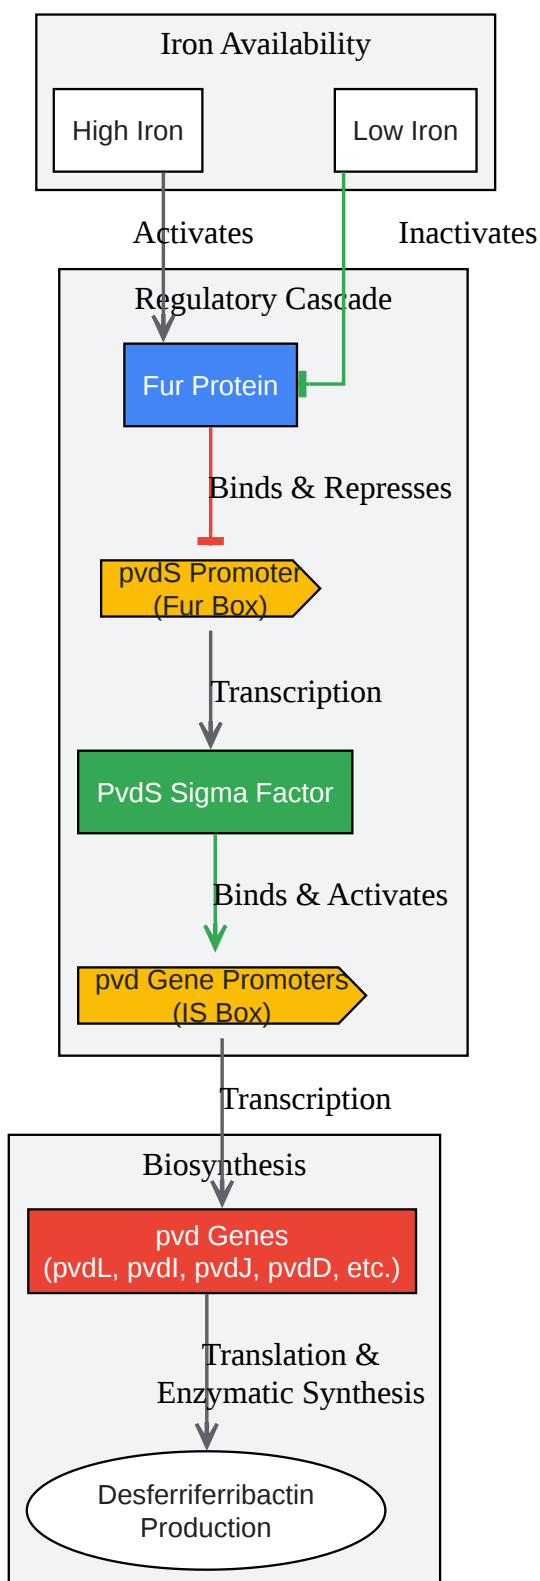 Iron Availability
High Iron
Low Iron
Activates
Inactivates
Regulatory Cascade
Fur Protein
Binds & Represses
pvdS Promoter
(Fur Box)
Transcription
PvdS Sigma Factor
Binds & Activates
pvd Gene Promoters
(IS Box)
Transcription
Biosynthesis
pvd Genes
(pvdL, pvdI, pvdJ, pvdD, etc.)
Translation &
Enzymatic Synthesis
Desferriferribactin
Production